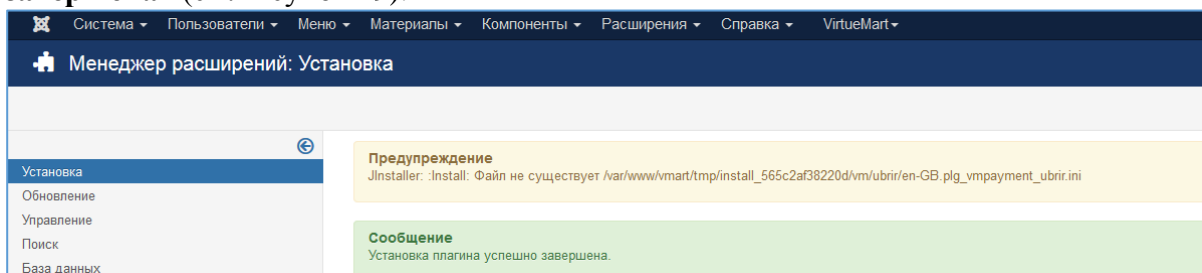 Система Пользователи Меню Материалы Компоненты Расширения Справка VirtueMart
Менеджер расширений: Установка
Установка
Обновление
Управление
Поиск
База данных
Предупреждение
JInstaller: :Install: Файл не существует /var/www/vmart/tmp/install_565c2af38220d/vm/ubrir/en-GB.plg_vmpayment_ubrir.ini
Сообщение
Установка плагина успешно завершена.